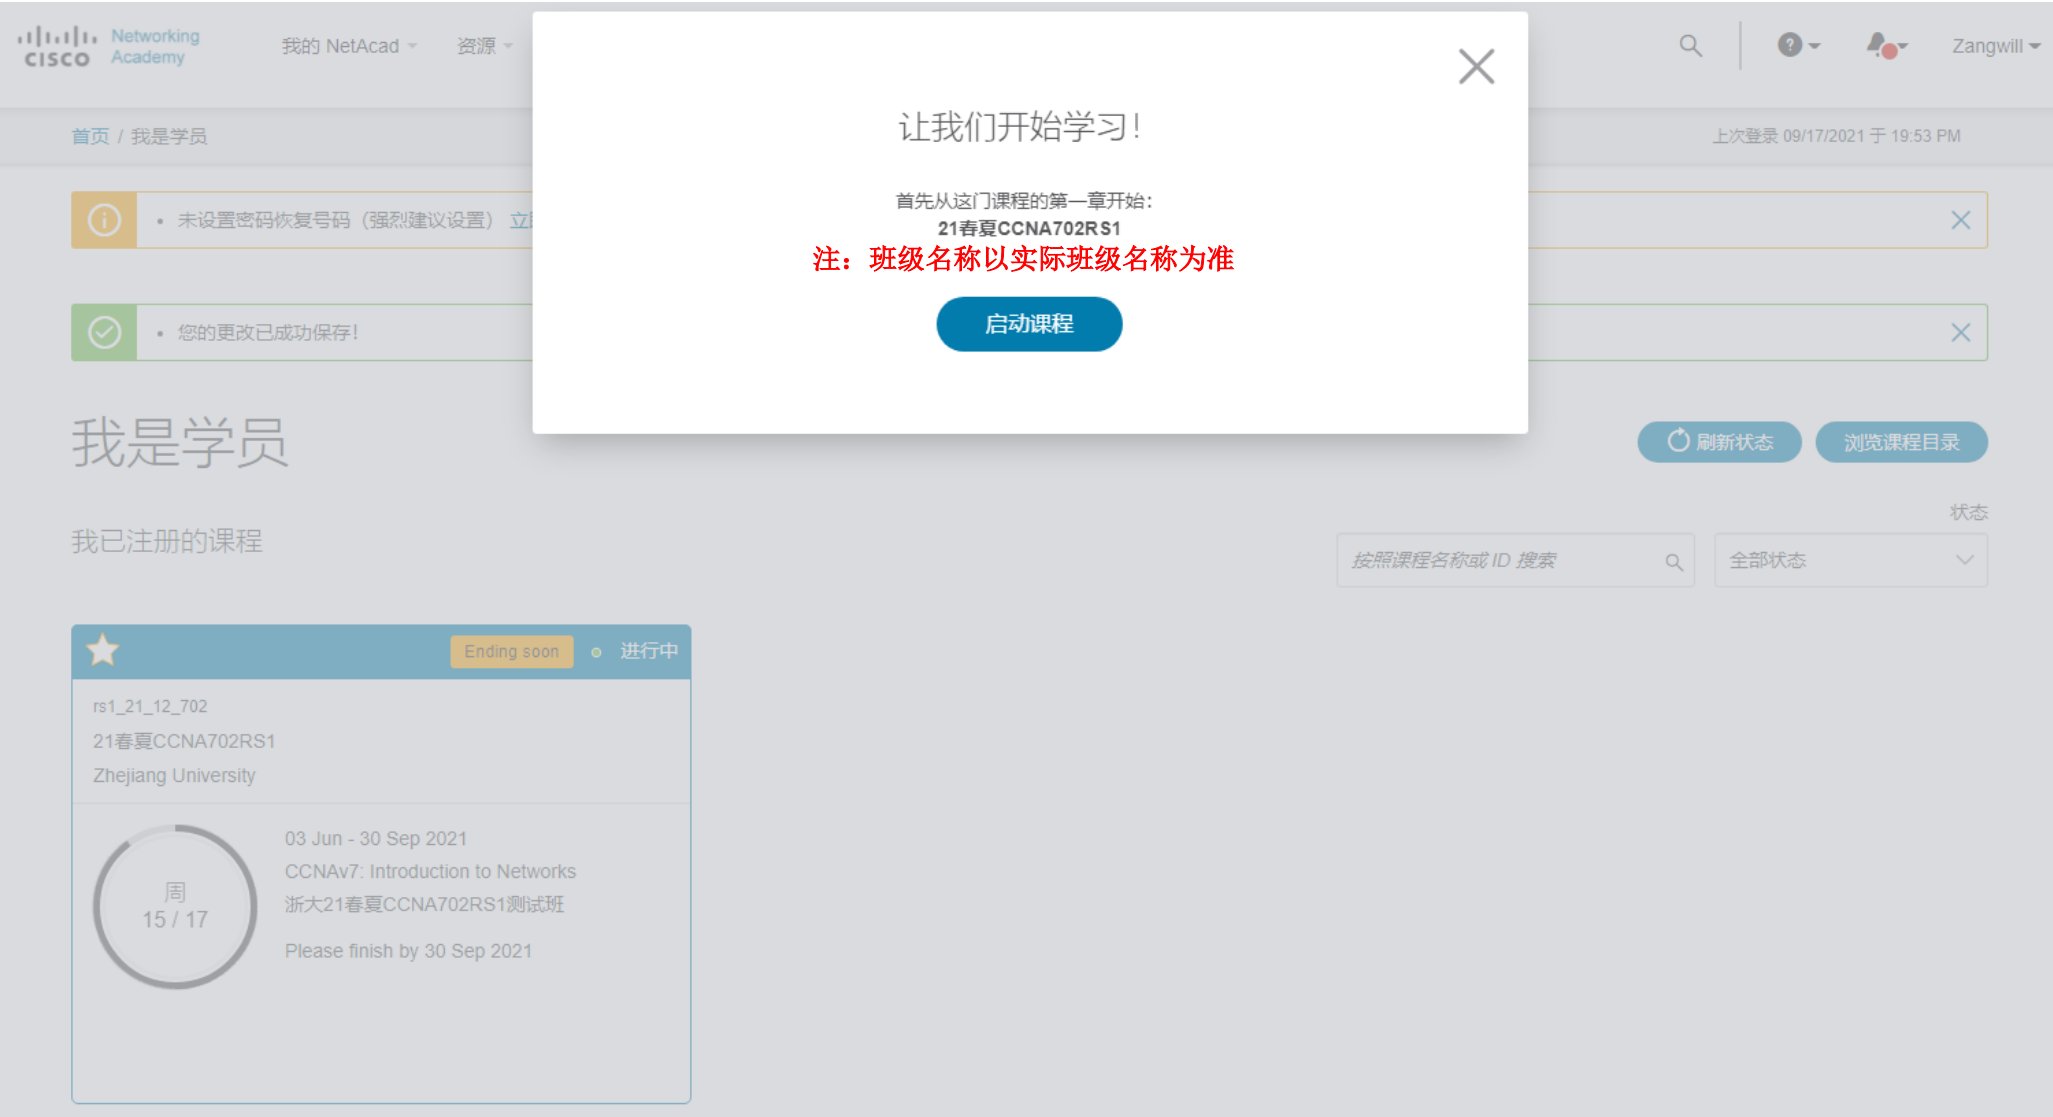 CISCO
Networking
Academy
我的 NetAcad
资源
Zangwill
首页 / 我是学员
上次登录 09/17/2021 于 19:53 PM
让我们开始学习！
首先从这门课程的第一章开始：
21春夏CCNA702RS1
注：班级名称以实际班级名称为准
启动课程
• 未设置密码恢复号码（强烈建议设置） 立
• 您的更改已成功保存！
我是学员
刷新状态
浏览课程目录
状态
我已注册的课程
按照课程名称或 ID 搜索
全部状态
Ending soon
进行中
rs1_21_12_702
21春夏CCNA702RS1
Zhejiang University
周
15 / 17
03 Jun - 30 Sep 2021
CCNAv7: Introduction to Networks
浙大21春夏CCNA702RS1测试班
Please finish by 30 Sep 2021